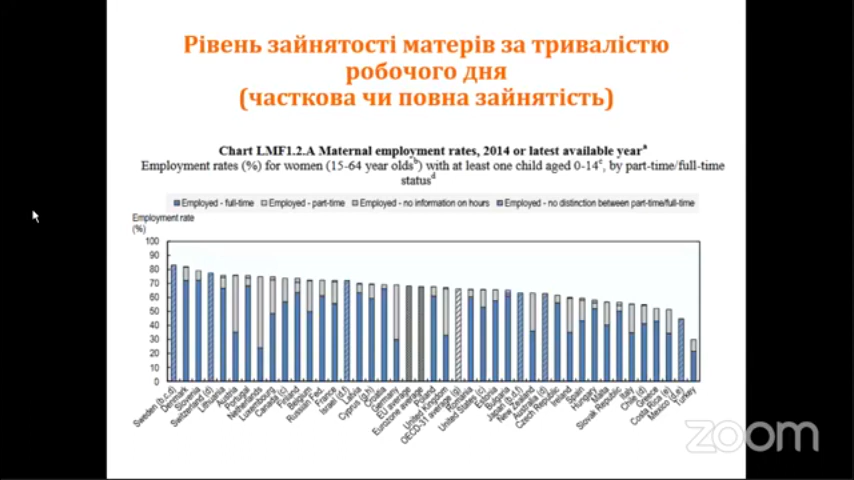 Рівень зайнятості матерів за тривалістю
робочого дня
(часткова чи повна зайнятість)
Chart LMF1.2.A Maternal employment rates, 2014 or latest available yearᵃ
Employment rates (%) for women (15-64 year oldsᵇ) with at least one child aged 0-14ᶜ, by part-time/full-time
statusᵈ
Employed - full-time Employed - part-time Employed - no information on hours Employed - no distinction between part-time/full-time
Employment rate
(%)
100
90
80
70
60
50
40
30
20
10
0
Sweden (b,c,d)
Denmark
Slovenia
Switzerland (d)
Lithuania
Austria
Portugal
Netherlands
Luxembourg
Canada (c)
Finland
Belgium
Russian Fed.
France
Israel (d,f)
Latvia
Cyprus (g,h)
Croatia
Germany
EU average
Eurozone average
Poland
United Kingdom
OECD-31 average (g)
Romania
United States (c)
Estonia
Bulgaria
Japan (b,d,f)
New Zealand
Australia (d)
Czech Republic
Ireland
Spain
Hungary
Malta
Slovak Republic
Italy
Chile (d)
Greece
Costa Rica (e)
Mexico (d,e)
Turkey
zoom